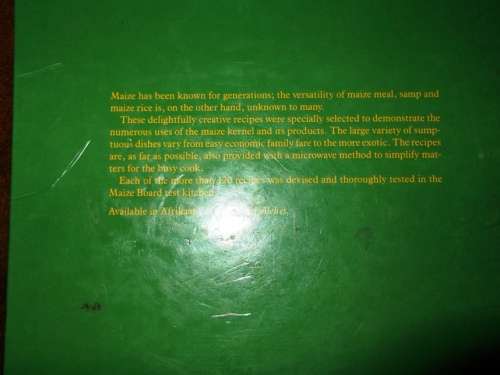 Maize has been known for generations; the versatility of maize meal, samp and
maize rice is, on the other hand, unknown to many.
These delightfully creative recipes were specially selected to demonstrate the
numerous uses of the maize kernel and its products. The large variety of sump-
tuous dishes vary from easy economic family fare to the more exotic. The recipes
are, as far as possible, also provided with a microwave method to simplify mat-
ters for the busy cook.
Each of the more than 120 recipes was devised and thoroughly tested in the
Maize Board test kitchen.
Available in Afrikaans